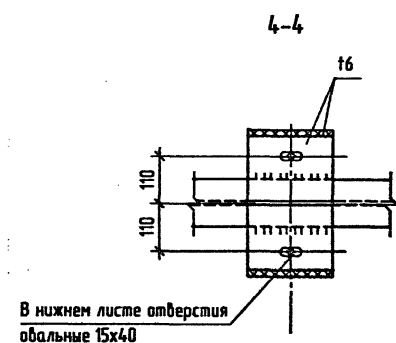 4-4
t6
110
110
В нижнем листе отверстия
овальные 15х40